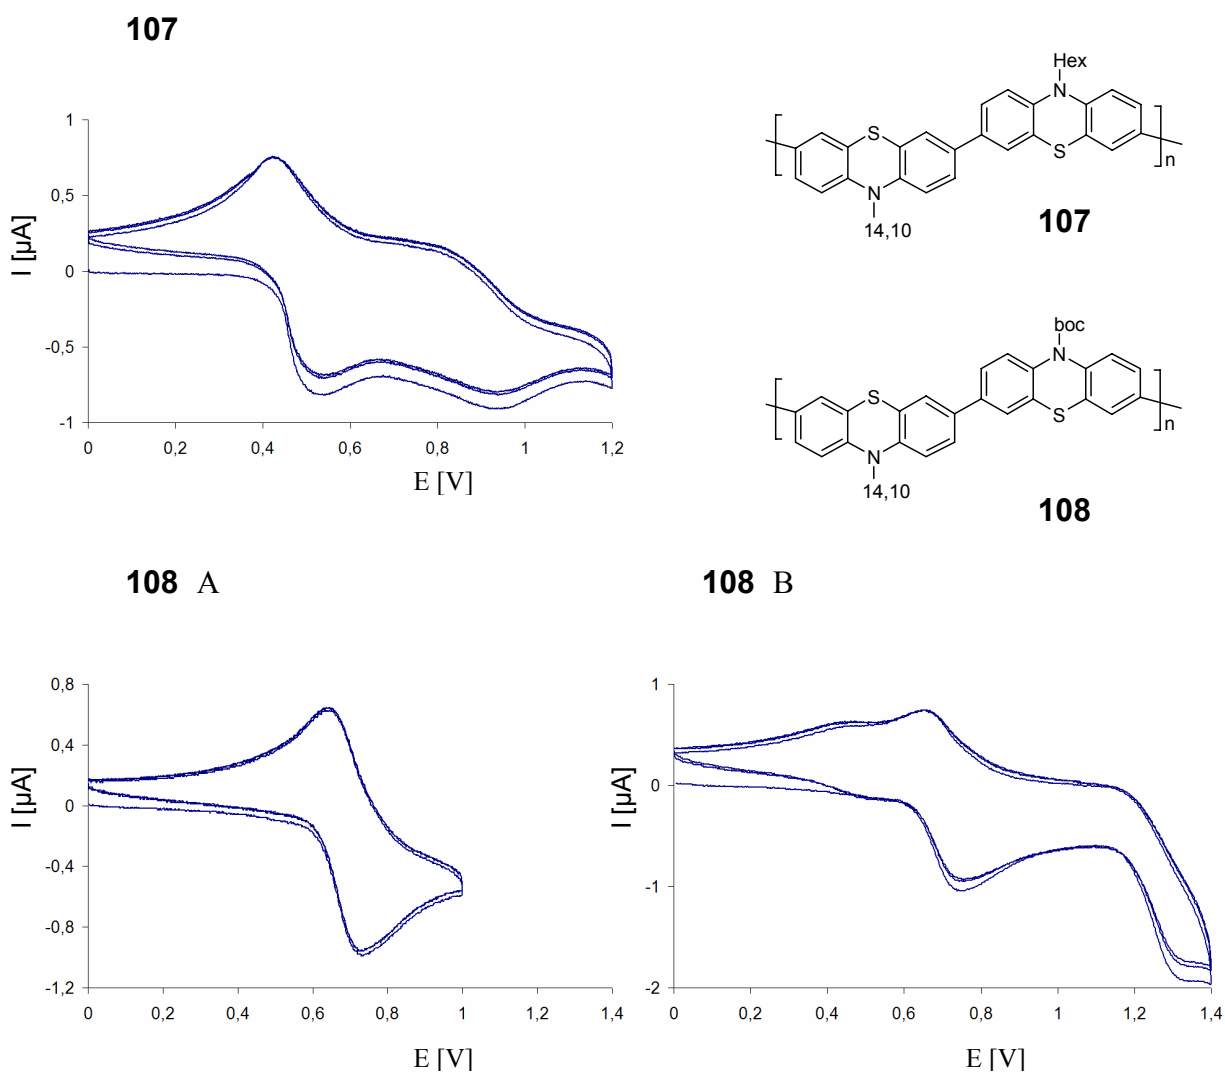 107
I [µA]
1
0,5
0
-0,5
-1
0
0,2
0,4
0,6
0,8
1
1,2
E [V]
Hex
N
S
S
N
n
14,10
107
boc
N
S
S
N
n
14,10
108
108 A
I [µA]
0,8
0,4
0
-0,4
-0,8
-1,2
0
0,2
0,4
0,6
0,8
1
1,2
1,4
E [V]
108 B
I [µA]
1
0
-1
-2
0
0,2
0,4
0,6
0,8
1
1,2
1,4
E [V]